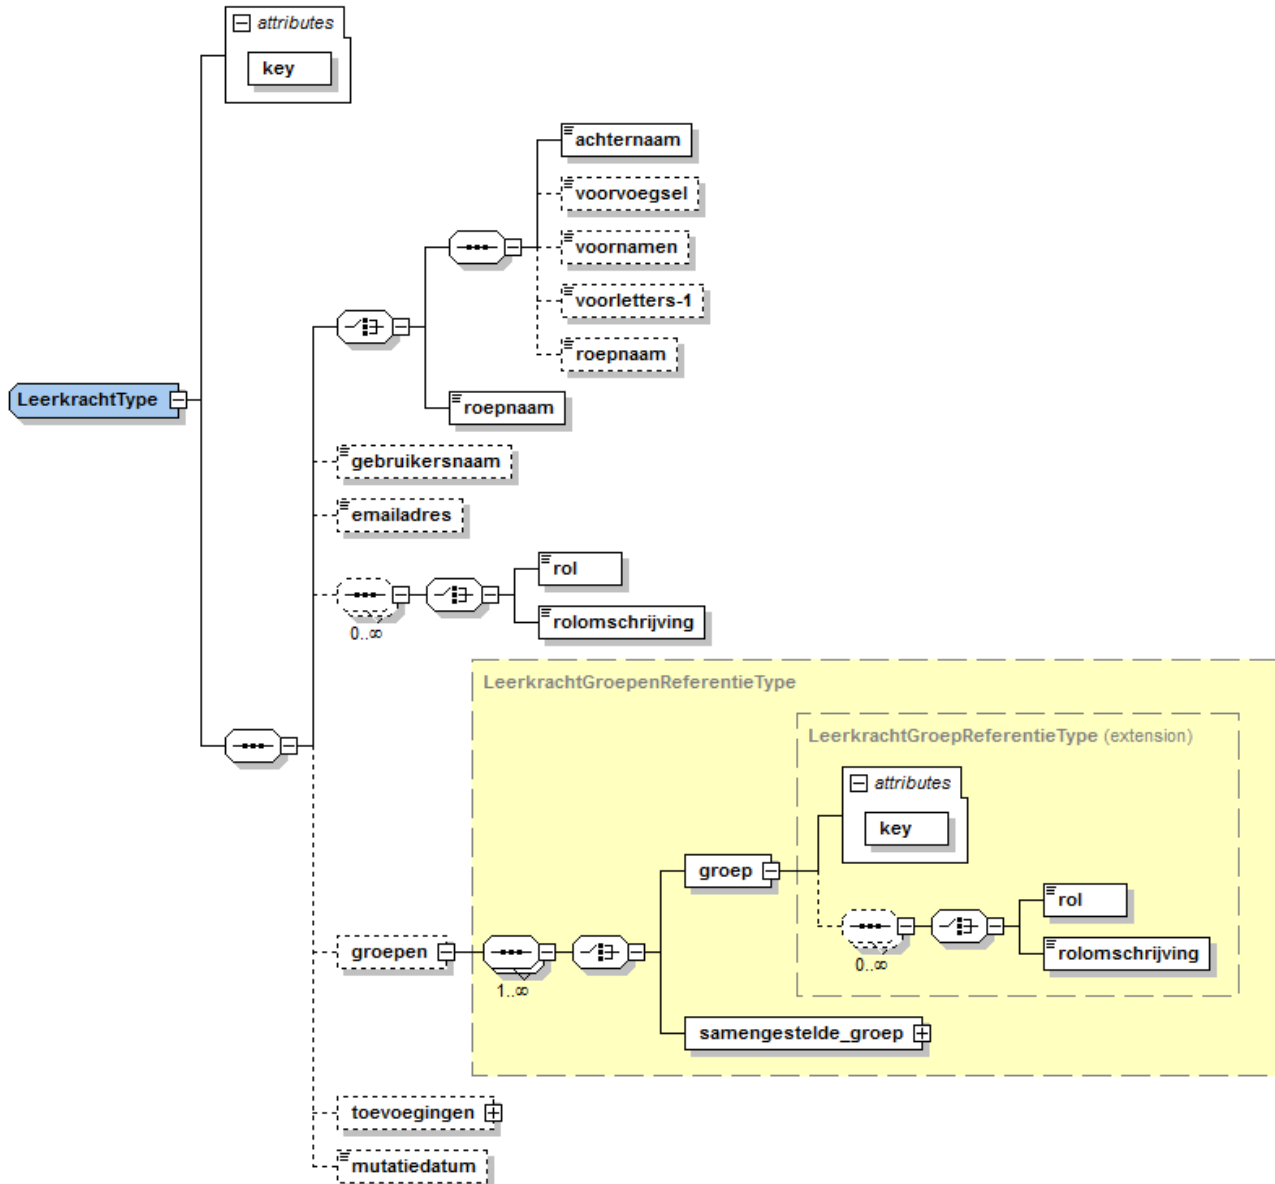 attributes
key
achternaam
voorvoegsel
voornamen
voorletters-1
roepnaam
LeerkrachtType
roepnaam
gebruikersnaam
emailadres
rol
0..∞
rolomschrijving
LeerkrachtGroepenReferentieType
LeerkrachtGroepReferentieType (extension)
attributes
key
groep
rol
0..∞
rolomschrijving
groepen
1..∞
samengestelde_groep
toevoegingen
mutatiedatum